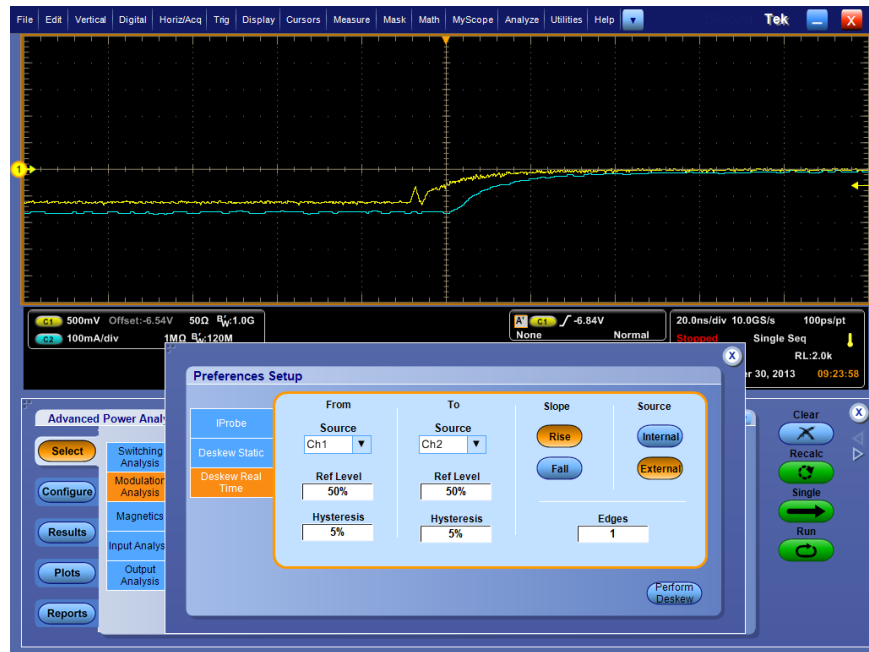 File Edit Vertical Digital Horiz/Acq Trig Display Cursors Measure Mask Math MyScope Analyze Utilities Help Tek X
1
C1 500mV Offset:-6.54V 50Ω BW:1.0G
C2 100mA/div 1MΩ BW:120M
A' C1 -6.84V
None Normal
20.0ns/div 10.0GS/s 100ps/pt
Stopped Single Seq
RL:2.0k
r 30, 2013 09:23:58
Preferences Setup
X
Advanced Power Analy
Select
Configure
Results
Plots
Reports
Switching
Analysis
Modulation
Analysis
Magnetics
Input Analys
Output
Analysis
IProbe
Deskew Static
Deskew Real
Time
From
Source
Ch1
Ref Level
50%
Hysteresis
5%
To
Source
Ch2
Ref Level
50%
Hysteresis
5%
Slope
Rise
Fall
Source
Internal
External
Edges
1
Perform
Deskew
Clear
X
Recalc
Single
Run